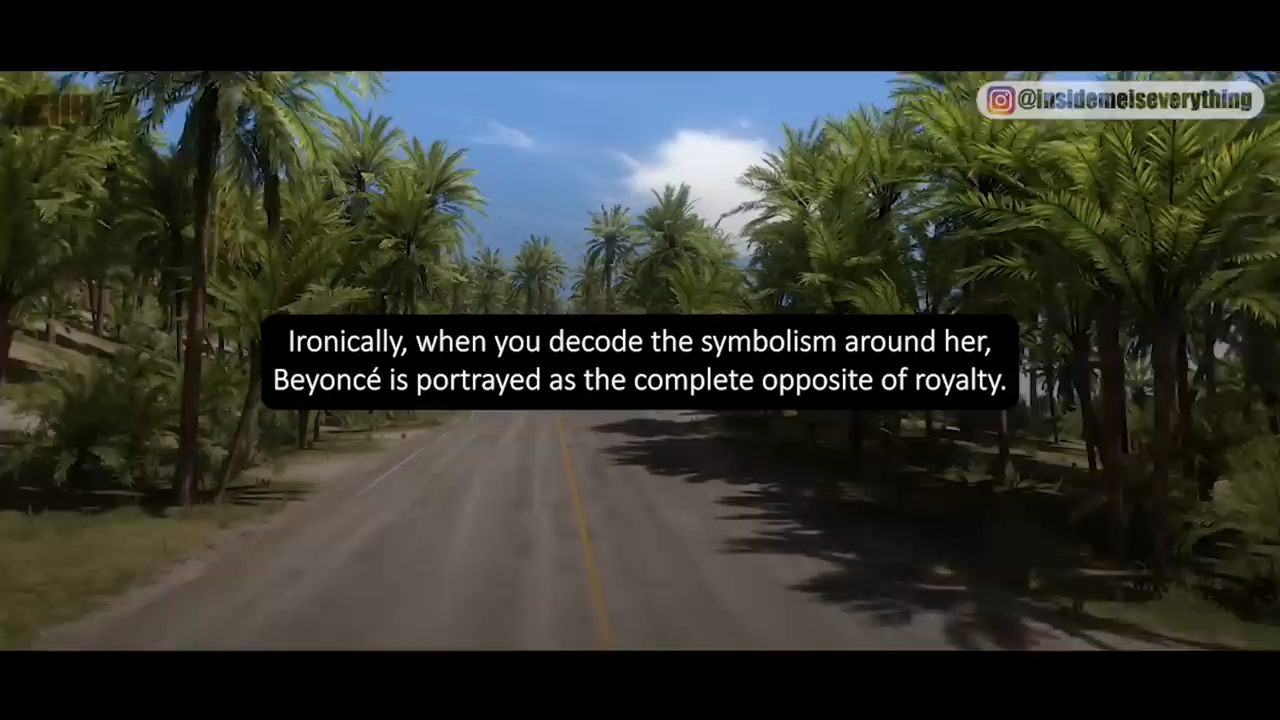 @insidemeiseverything
Ironically, when you decode the symbolism around her,
Beyoncé is portrayed as the complete opposite of royalty.